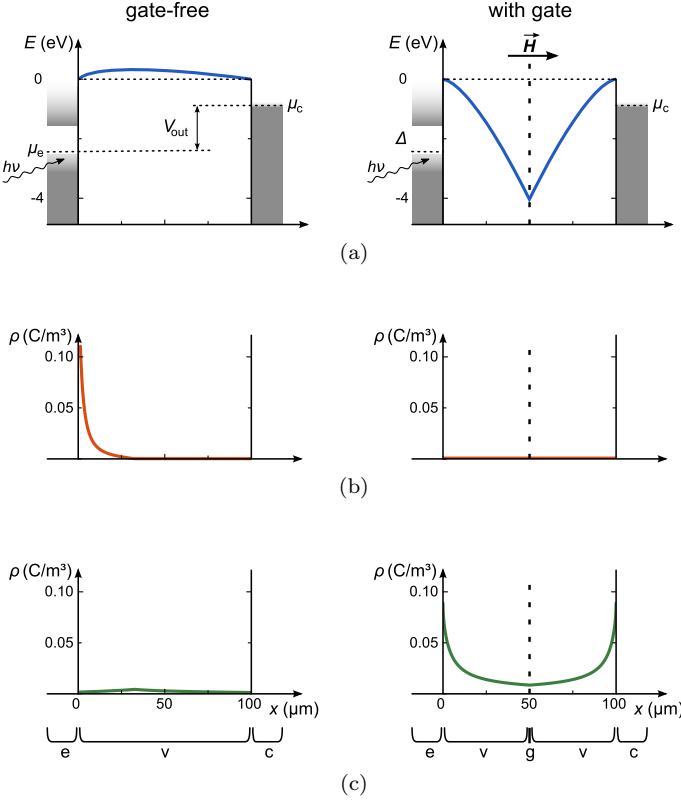 gate-free
with gate
E (eV)
0
μe
hν
-4
Vout
μc
E (eV)
H
0
Δ
hν
-4
μc
(a)
ρ (C/m³)
0.10
0.05
ρ (C/m³)
0.10
0.05
(b)
ρ (C/m³)
0.10
0.05
0 50 100 x (μm)
e v c
ρ (C/m³)
0.10
0.05
0 50 100 x (μm)
e v g v c
(c)